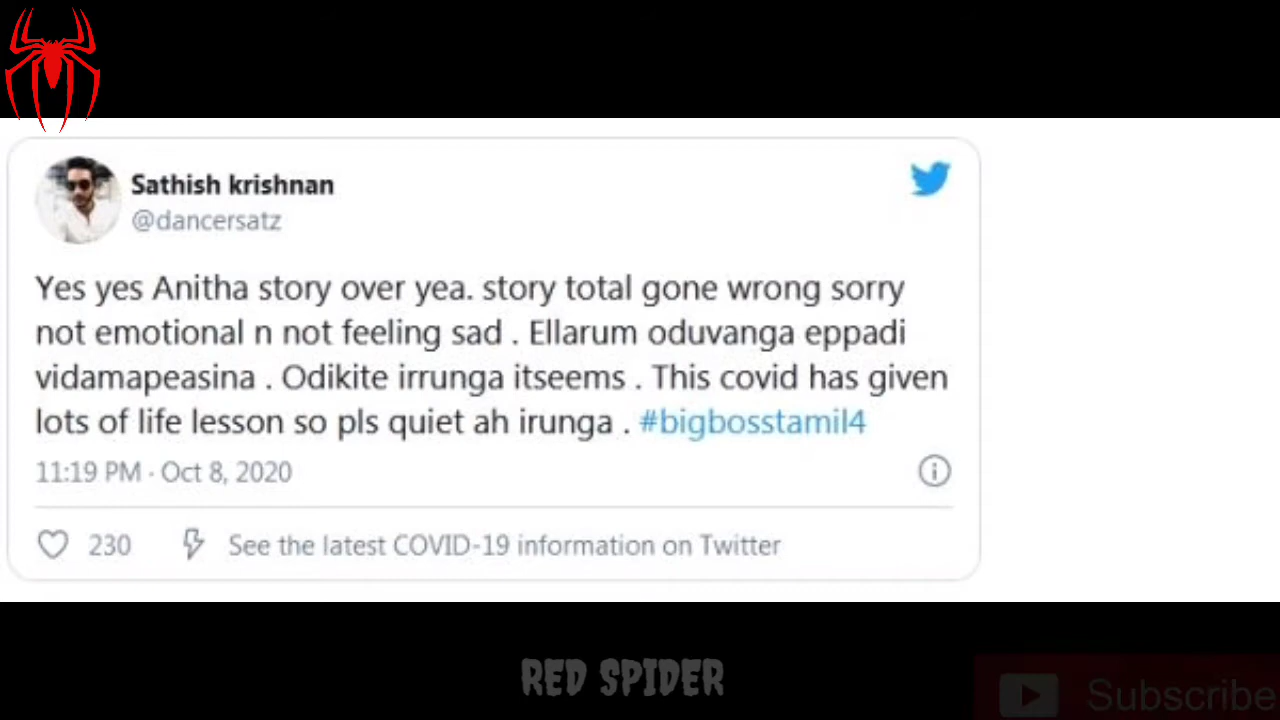 Sathish krishnan
@dancersatz
Yes yes Anitha story over yea. story total gone wrong sorry
not emotional n not feeling sad . Ellarum oduvanga eppadi
vidamapeasina . Odikite irrunga itseems . This covid has given
lots of life lesson so pls quiet ah irunga . #bigbosstamil4
11:19 PM · Oct 8, 2020
230 See the latest COVID-19 information on Twitter
RED SPIDER
Subscribe